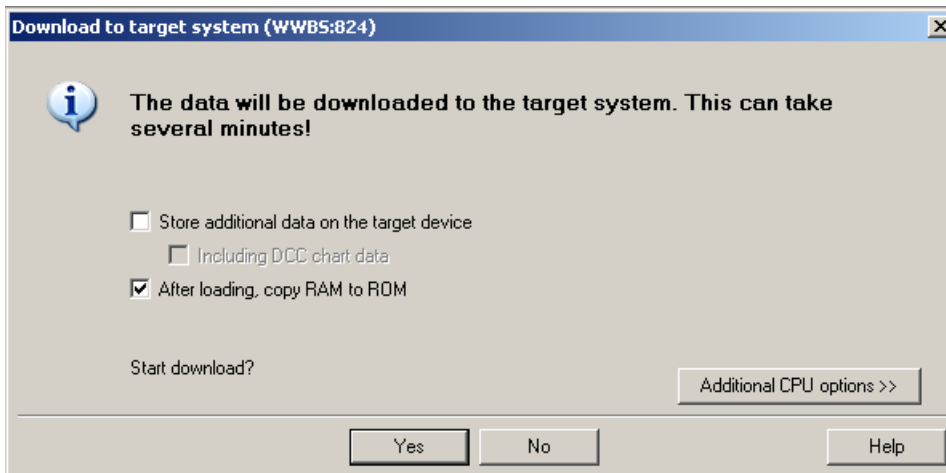 Download to target system (WWBS:824)
The data will be downloaded to the target system. This can take
several minutes!
Store additional data on the target device
Including DCC chart data
After loading, copy RAM to ROM
Start download?
Additional CPU options >>
Yes No Help